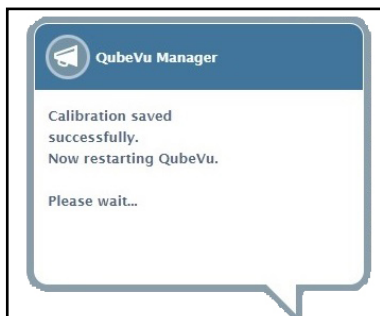 QubeVu Manager
Calibration saved
successfully.
Now restarting QubeVu.
Please wait...